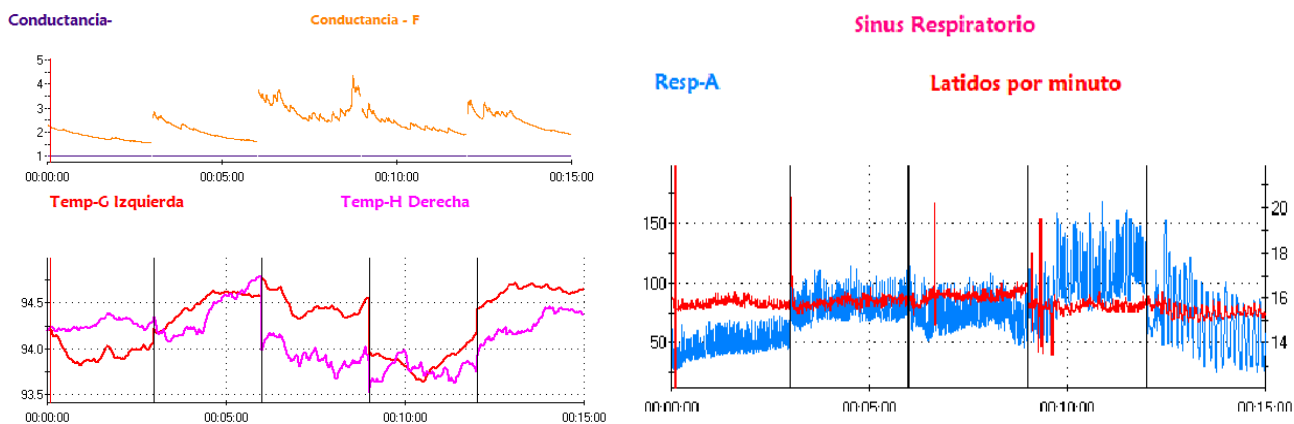 Conductancia- Conductancia - F
5
4
3
2
1
00:00:00 00:05:00 00:10:00 00:15:00
Temp-G Izquierda Temp-H Derecha
94.5
94.0
93.5
00:00:00 00:05:00 00:10:00 00:15:00
Sinus Respiratorio
Resp-A Latidos por minuto
150 20
18
100 16
50 14
00:00:00 00:05:00 00:10:00 00:15:00